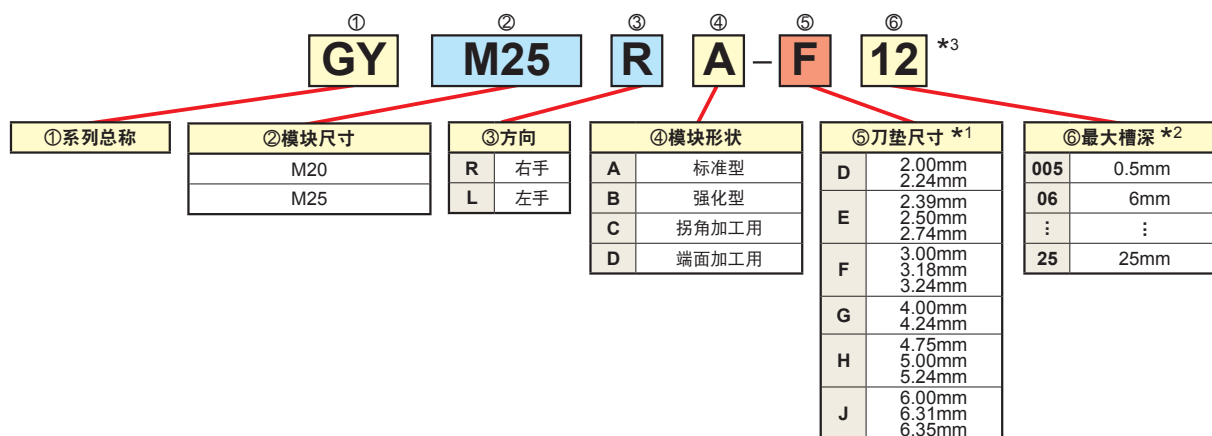 ① ② ③ ④ ⑤ ⑥
GY M25 R A – F 12 *3
①系列总称
②模块尺寸
M20
M25
③方向
R 右手
L 左手
④模块形状
A 标准型
B 强化型
C 拐角加工用
D 端面加工用
⑤刀垫尺寸 *1
D 2.00mm
2.24mm
E 2.39mm
2.50mm
2.74mm
F 3.00mm
3.18mm
3.24mm
G 4.00mm
4.24mm
H 4.75mm
5.00mm
5.24mm
J 6.00mm
6.31mm
6.35mm
⑥最大槽深 *2
005 0.5mm
06 6mm
⋮ ⋮
25 25mm